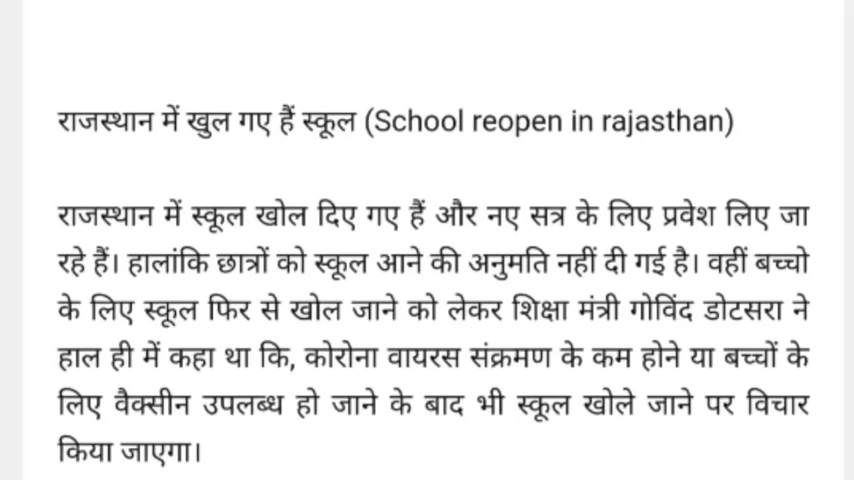 राजस्थान में खुल गए हैं स्कूल (School reopen in rajasthan)
राजस्थान में स्कूल खोल दिए गए हैं और नए सत्र के लिए प्रवेश लिए जा
रहे हैं। हालांकि छात्रों को स्कूल आने की अनुमति नहीं दी गई है। वहीं बच्चो
के लिए स्कूल फिर से खोल जाने को लेकर शिक्षा मंत्री गोविंद डोटसरा ने
हाल ही में कहा था कि, कोरोना वायरस संक्रमण के कम होने या बच्चों के
लिए वैक्सीन उपलब्ध हो जाने के बाद भी स्कूल खोले जाने पर विचार
किया जाएगा।